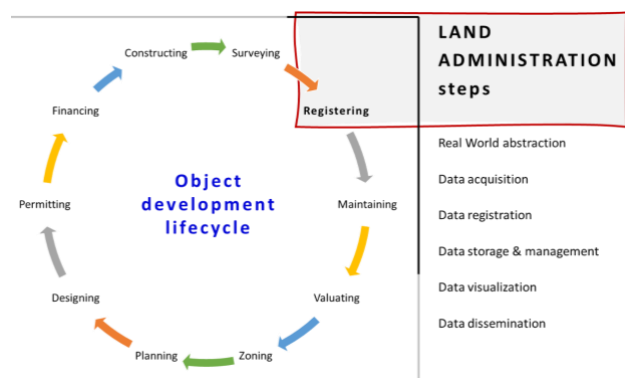 Constructing
Surveying
Registering
Maintaining
Valuating
Zoning
Planning
Designing
Permitting
Financing
Object
development
lifecycle
LAND
ADMINISTRATION
steps
Real World abstraction
Data acquisition
Data registration
Data storage & management
Data visualization
Data dissemination